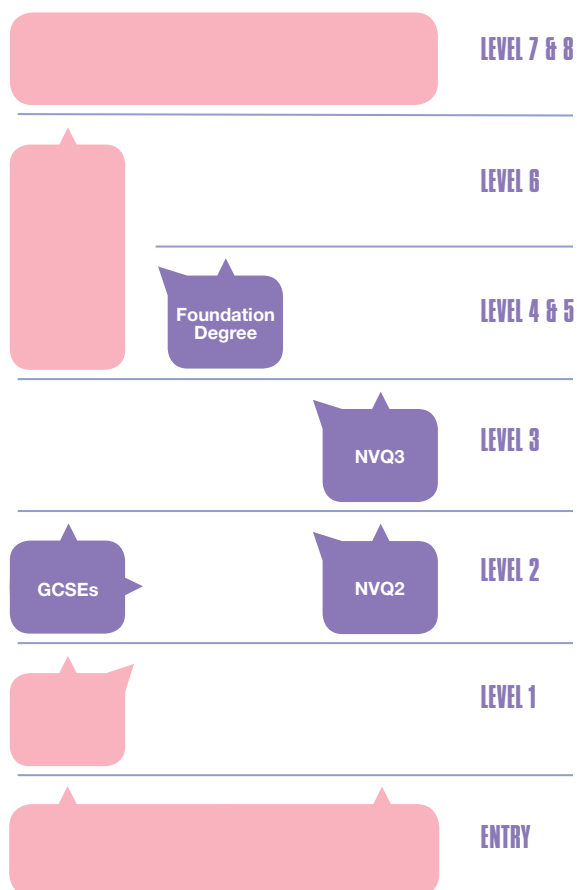 LEVEL 7 & 8
LEVEL 6
Foundation
Degree
LEVEL 4 & 5
NVQ3
LEVEL 3
GCSEs
NVQ2
LEVEL 2
LEVEL 1
ENTRY